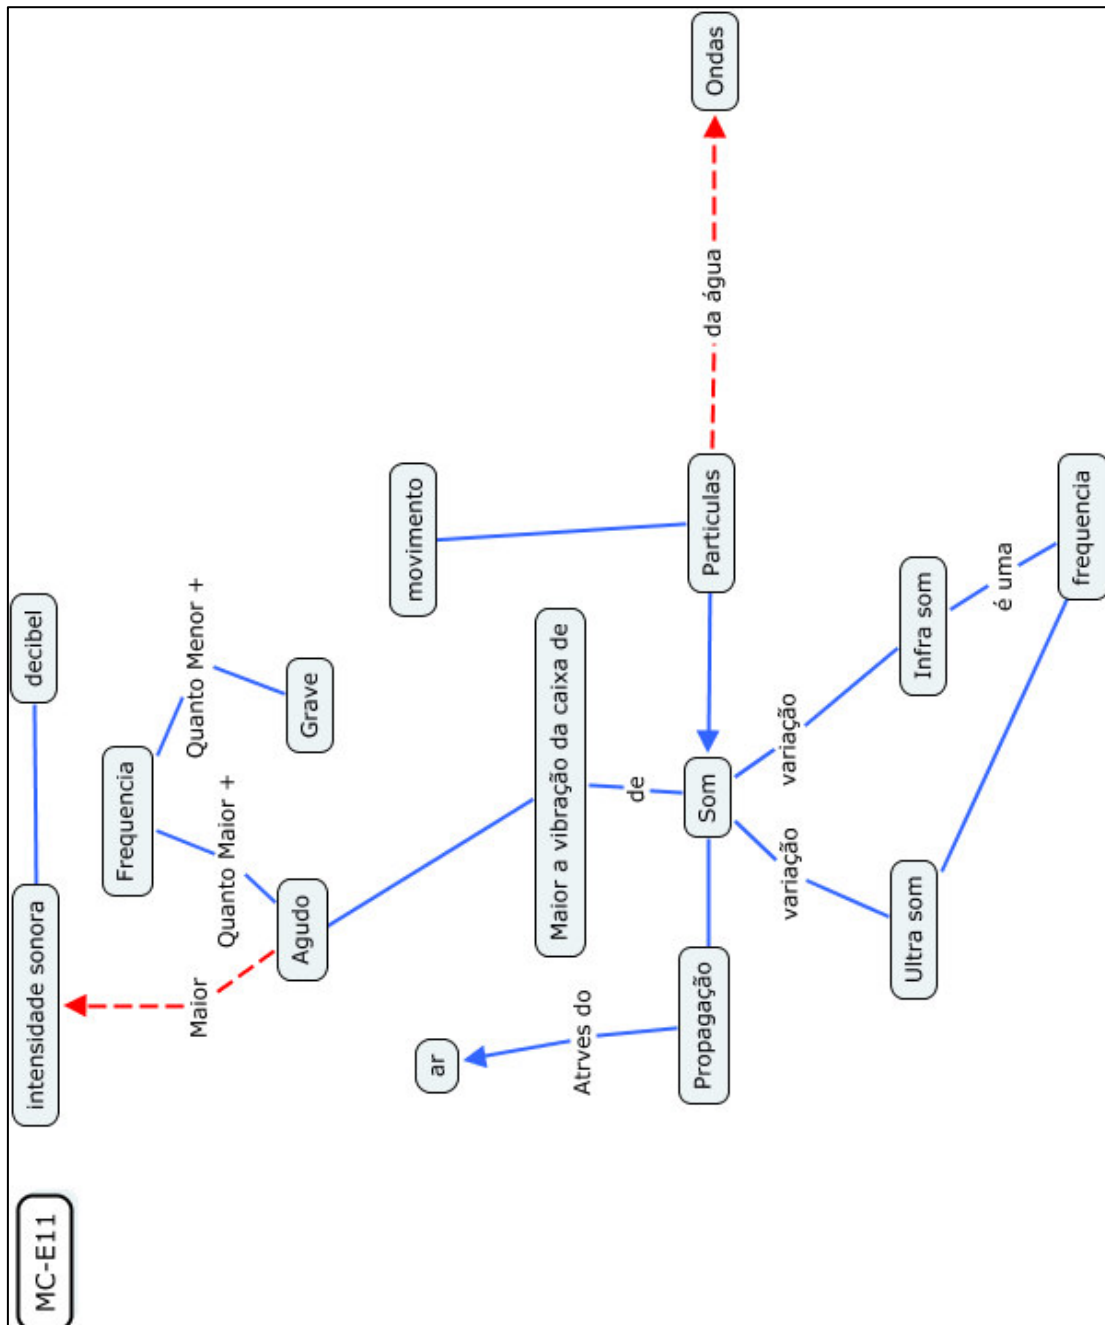 MC-E11
intensidade sonora
decibel
Maior
Frequencia
Quanto Maior +
Quanto Menor +
Agudo
Grave
ar
movimento
Atrves do
Maior a vibração da caixa de
de
Propagação
Som
Particulas
da água
Ondas
variação
variação
Ultra som
Infra som
é uma
frequencia